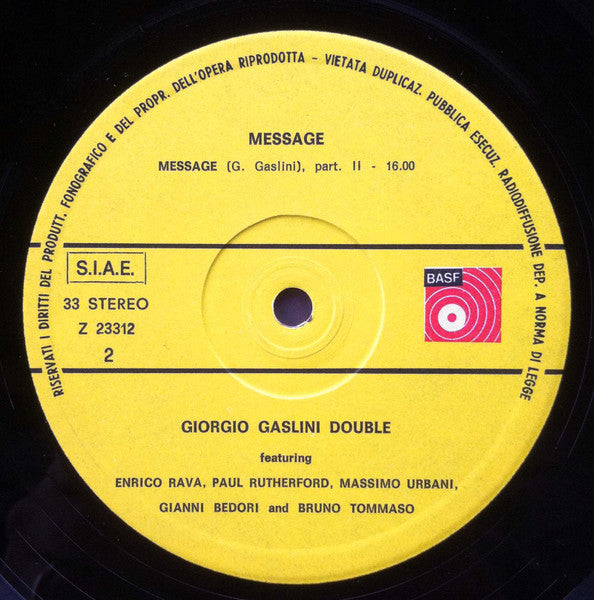 RISERVATI I DIRITTI DEL PRODUTT. FONOGRAFICO E DEL PROPR. DELL'OPERA RIPRODOTTA - VIETATA DUPLICAZ. PUBBLICA ESECUZ. RADIODIFFUSIONE DEP. A NORMA DI LEGGE
MESSAGE
MESSAGE (G. Gaslini), part. II - 16.00
S.I.A.E.
33 STEREO
Z 23312
2
BASF
GIORGIO GASLINI DOUBLE
featuring
ENRICO RAVA, PAUL RUTHERFORD, MASSIMO URBANI,
GIANNI BEDORI and BRUNO TOMMASO